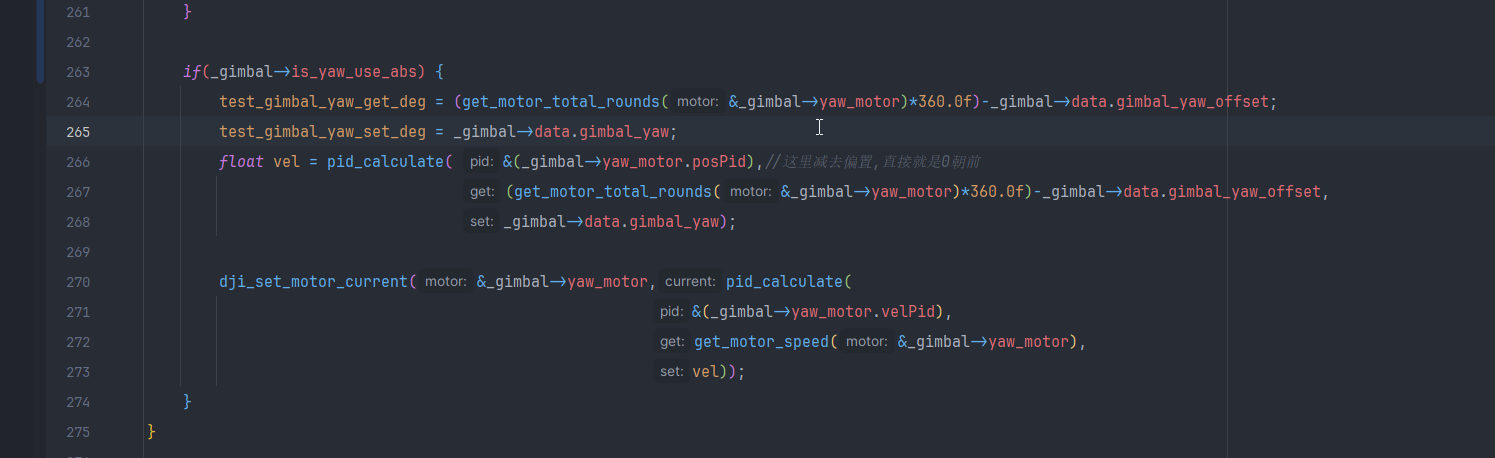 261 }
262
263 if(_gimbal->is_yaw_use_abs) {
264 test_gimbal_yaw_get_deg = (get_motor_total_rounds( motor: &_gimbal->yaw_motor)*360.0f)-_gimbal->data.gimbal_yaw_offset;
265 test_gimbal_yaw_set_deg = _gimbal->data.gimbal_yaw;
266 float vel = pid_calculate( pid: &(_gimbal->yaw_motor.posPid),//这里减去偏置,直接就是0朝前
267 get: (get_motor_total_rounds( motor: &_gimbal->yaw_motor)*360.0f)-_gimbal->data.gimbal_yaw_offset,
268 set: _gimbal->data.gimbal_yaw);
269
270 dji_set_motor_current( motor: &_gimbal->yaw_motor, current: pid_calculate(
271 pid: &(_gimbal->yaw_motor.velPid),
272 get: get_motor_speed( motor: &_gimbal->yaw_motor),
273 set: vel));
274 }
275 }